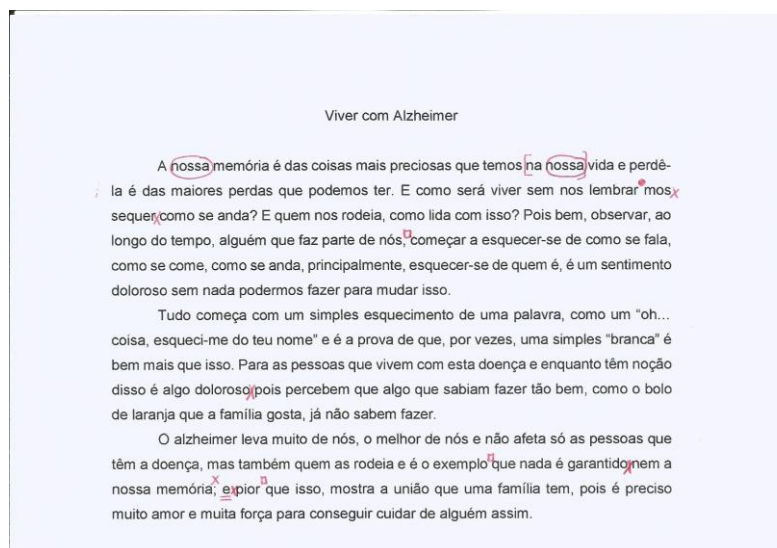 Viver com Alzheimer
A nossa memória é das coisas mais preciosas que temos na nossa vida e perdê-
la é das maiores perdas que podemos ter. E como será viver sem nos lembrar mos
sequer como se anda? E quem nos rodeia, como lida com isso? Pois bem, observar, ao
longo do tempo, alguém que faz parte de nós, começar a esquecer-se de como se fala,
como se come, como se anda, principalmente, esquecer-se de quem é, é um sentimento
doloroso sem nada podermos fazer para mudar isso.
Tudo começa com um simples esquecimento de uma palavra, como um “oh...
coisa, esqueci-me do teu nome” e é a prova de que, por vezes, uma simples “branca” é
bem mais que isso. Para as pessoas que vivem com esta doença e enquanto têm noção
disso é algo doloroso pois percebem que algo que sabiam fazer tão bem, como o bolo
de laranja que a família gosta, já não sabem fazer.
O alzheimer leva muito de nós, o melhor de nós e não afeta só as pessoas que
têm a doença, mas também quem as rodeia e é o exemplo que nada é garantido nem a
nossa memória; e pior que isso, mostra a união que uma família tem, pois é preciso
muito amor e muita força para conseguir cuidar de alguém assim.